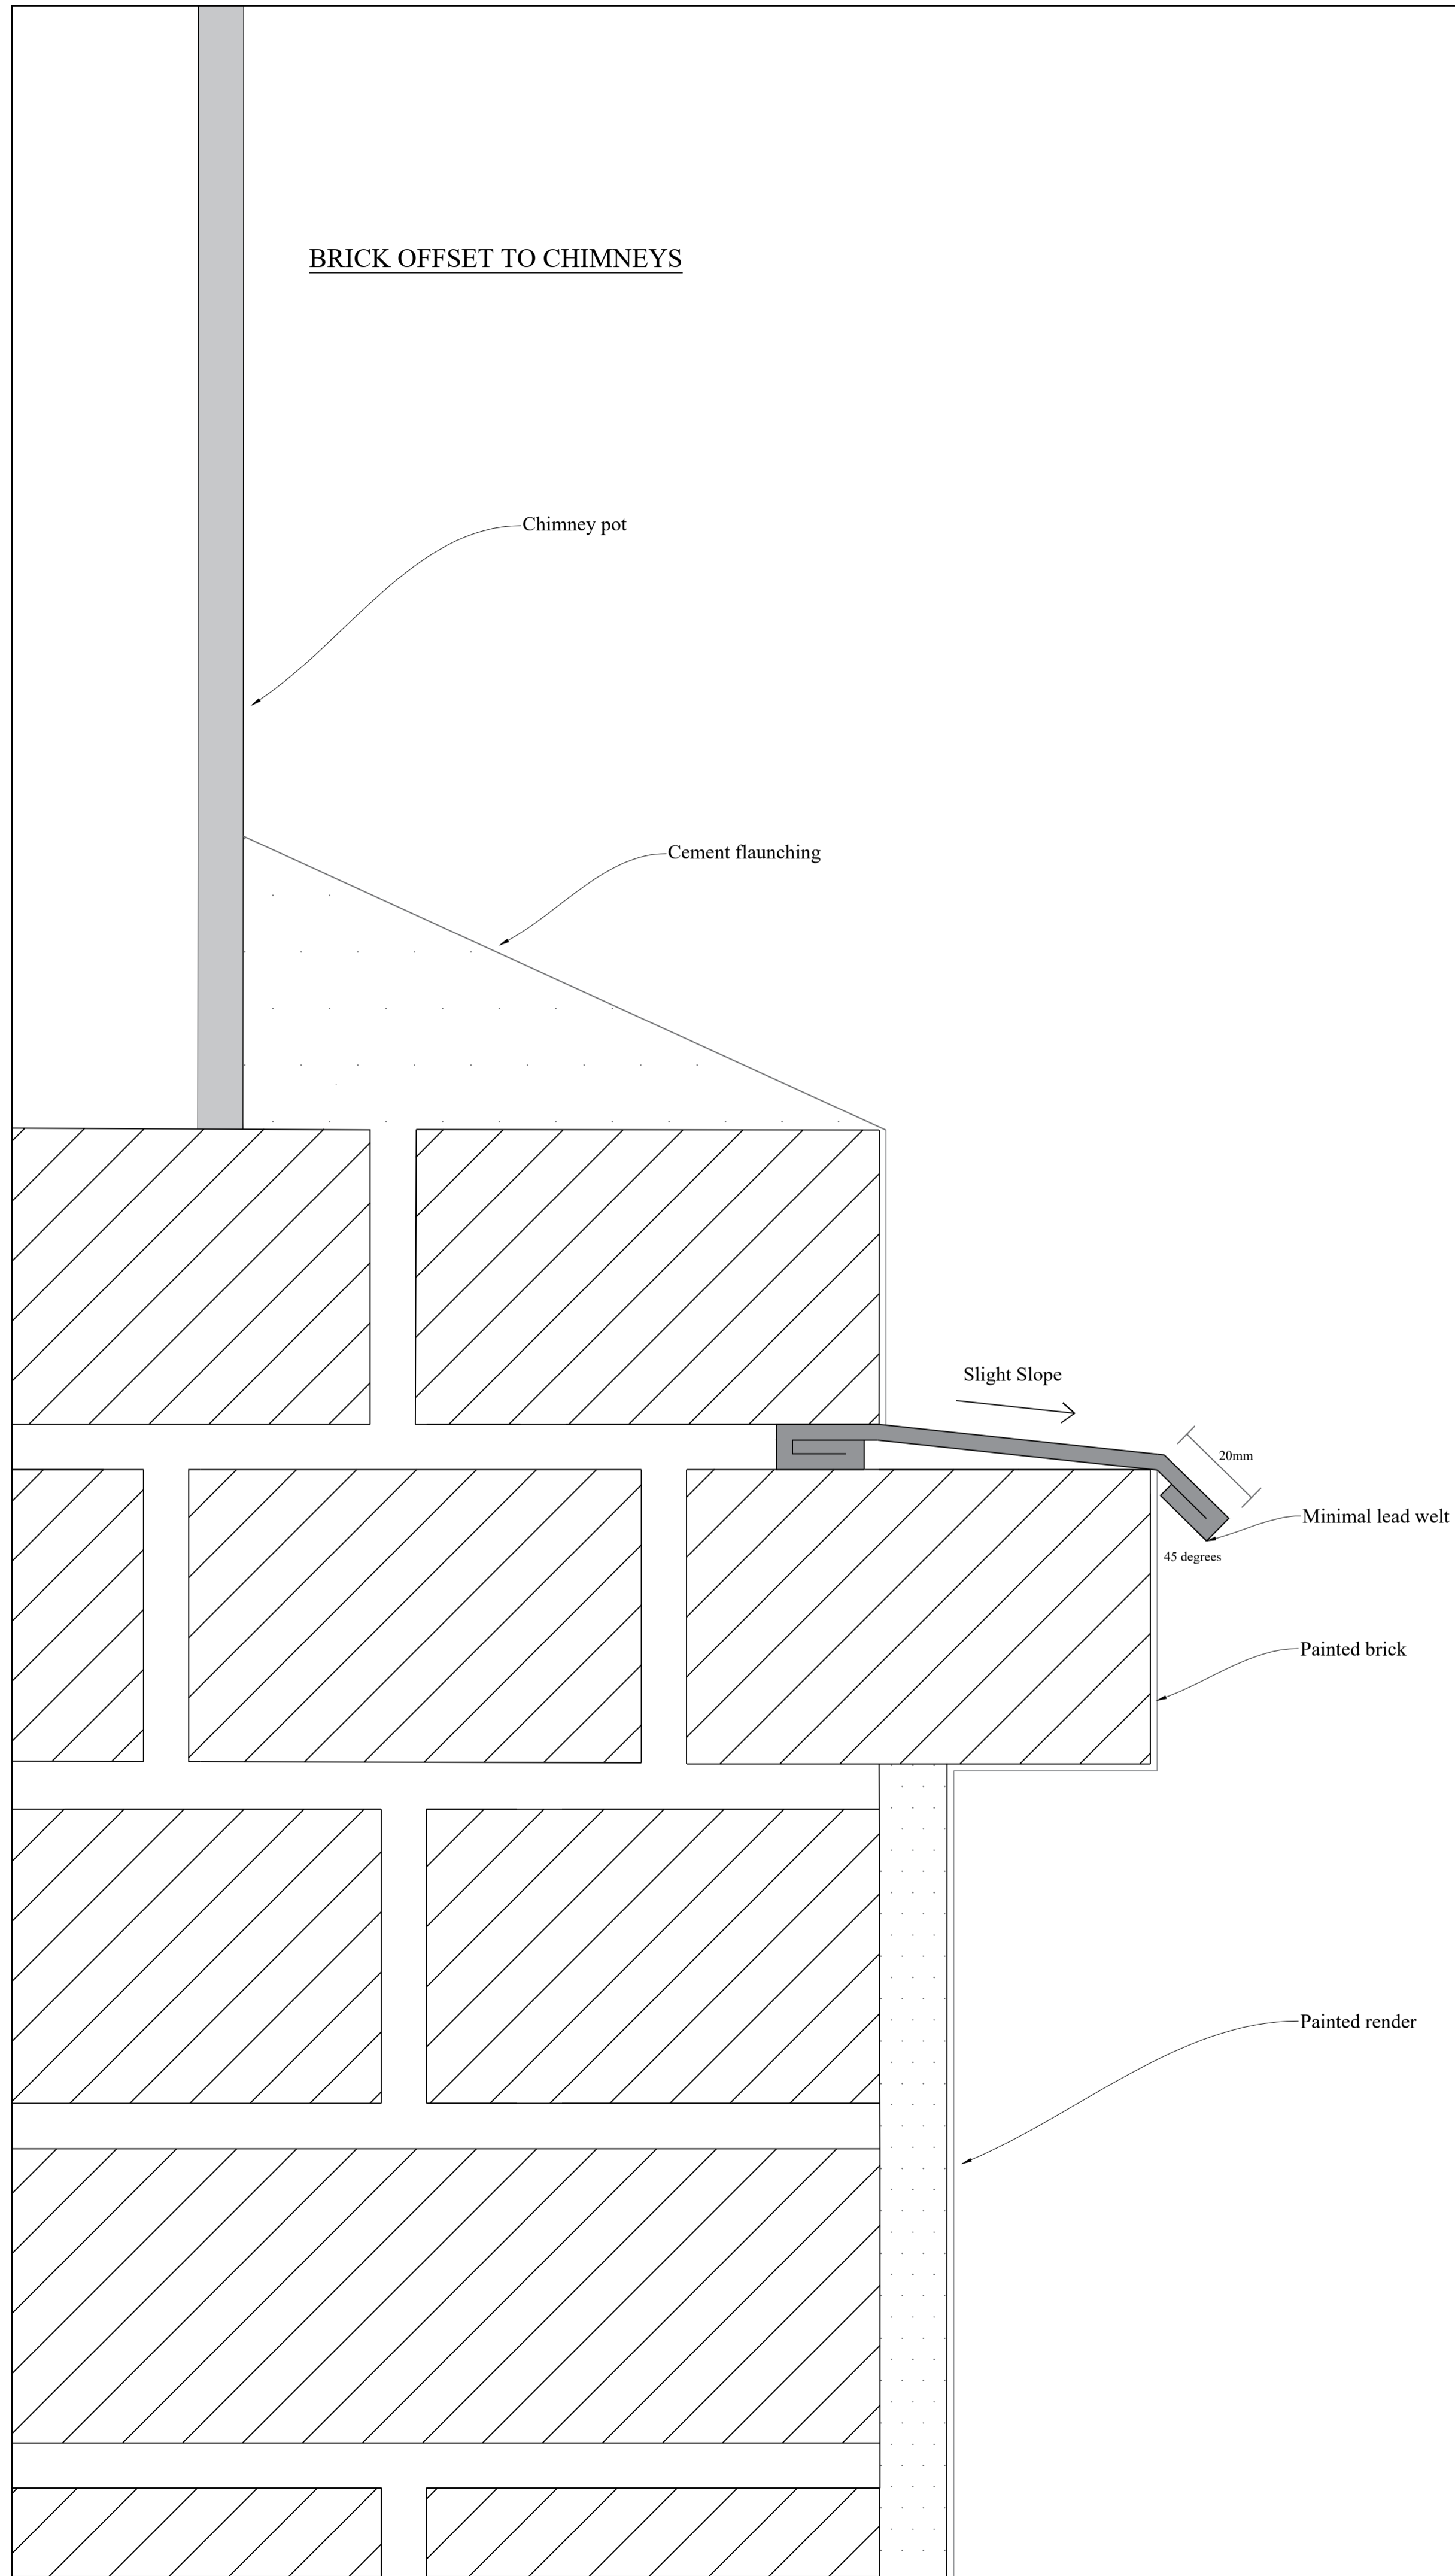 BRICK OFFSET TO CHIMNEYS
Chimney pot
Cement flaunching
Slight Slope
20mm
Minimal lead welt
45 degrees
Painted brick
Painted render